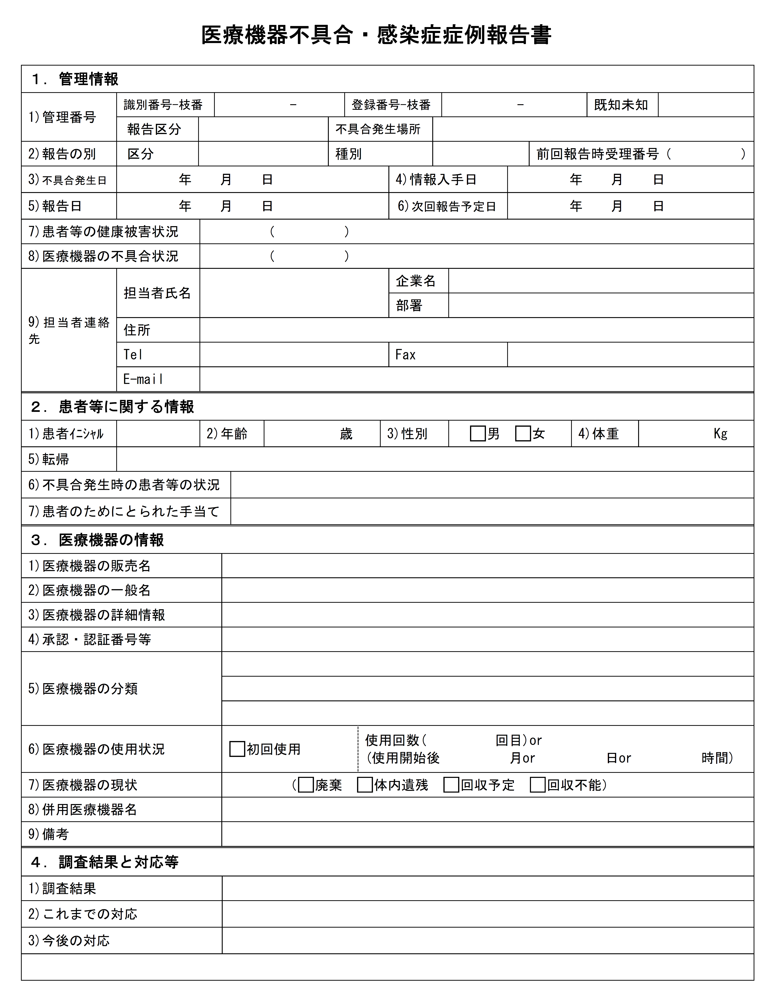 医療機器不具合・感染症症例報告書
１．管理情報
1)管理番号 識別番号-枝番 － 登録番号-枝番 － 既知未知
報告区分 不具合発生場所
2)報告の別 区分 種別 前回報告時受理番号（ ）
3)不具合発生日 年 月 日 4)情報入手日 年 月 日
5)報告日 年 月 日 6)次回報告予定日 年 月 日
7)患者等の健康被害状況 （ ）
8)医療機器の不具合状況 （ ）
9)担当者連絡
先
担当者氏名 企業名
部署
住所
Tel Fax
E-mail
２．患者等に関する情報
1)患者ｲﾆｼｬﾙ 2)年齢 歳 3)性別 □男 □女 4)体重 Kg
5)転帰
6)不具合発生時の患者等の状況
7)患者のためにとられた手当て
３．医療機器の情報
1)医療機器の販売名
2)医療機器の一般名
3)医療機器の詳細情報
4)承認・認証番号等
5)医療機器の分類
6)医療機器の使用状況 □初回使用
使用回数( 回目)or
(使用開始後 月or 日or 時間)
7)医療機器の現状 (□廃棄 □体内遺残 □回収予定 □回収不能)
8)併用医療機器名
9)備考
４．調査結果と対応等
1)調査結果
2)これまでの対応
3)今後の対応